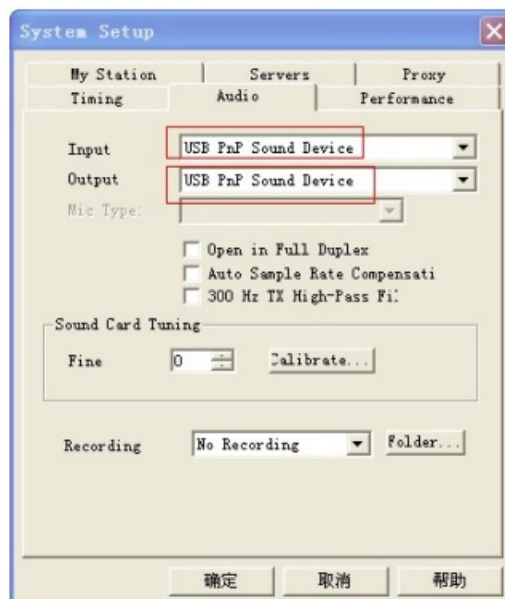 System Setup
My Station Servers Proxy
Timing Audio Performance
Input USB PnP Sound Device
Output USB PnP Sound Device
Mic Type:
Open in Full Duplex
Auto Sample Rate Compensati
300 Hz TX High-Pass Fi
Sound Card Tuning
Fine 0 Calibrate...
Recording No Recording Folder...
确定 取消 帮助